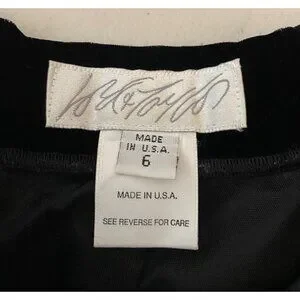 MADE
IN U.S.A.
6
MADE IN U.S.A.
SEE REVERSE FOR CARE